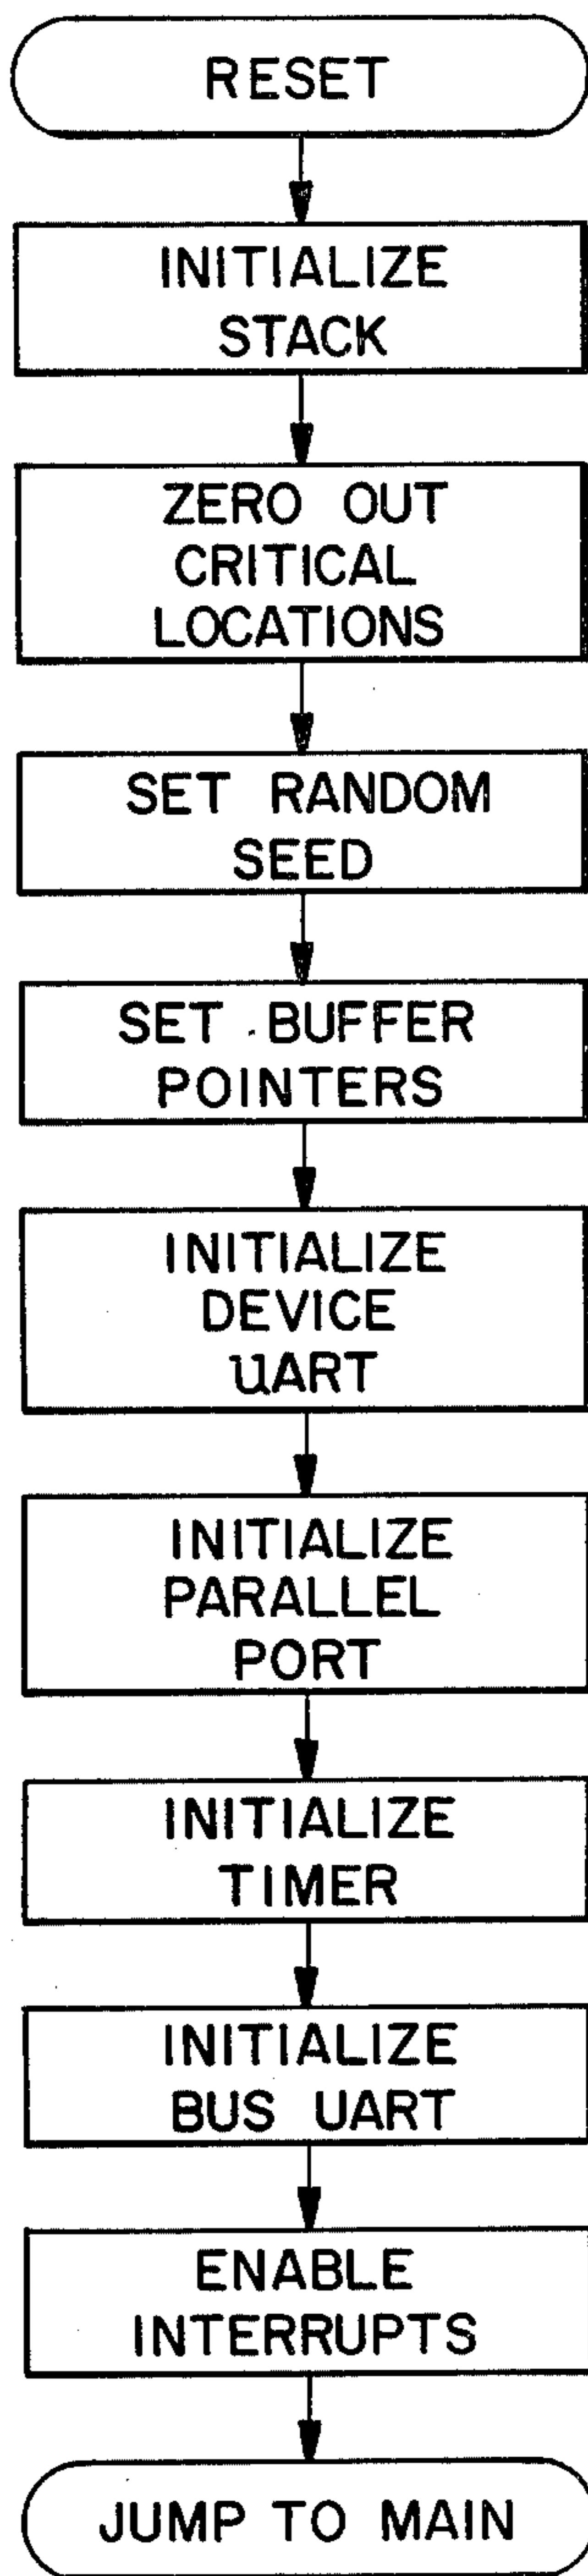 RESET
INITIALIZE
STACK
ZERO OUT
CRITICAL
LOCATIONS
SET RANDOM
SEED
SET BUFFER
POINTERS
INITIALIZE
DEVICE
UART
INITIALIZE
PARALLEL
PORT
INITIALIZE
TIMER
INITIALIZE
BUS UART
ENABLE
INTERRUPTS
JUMP TO MAIN